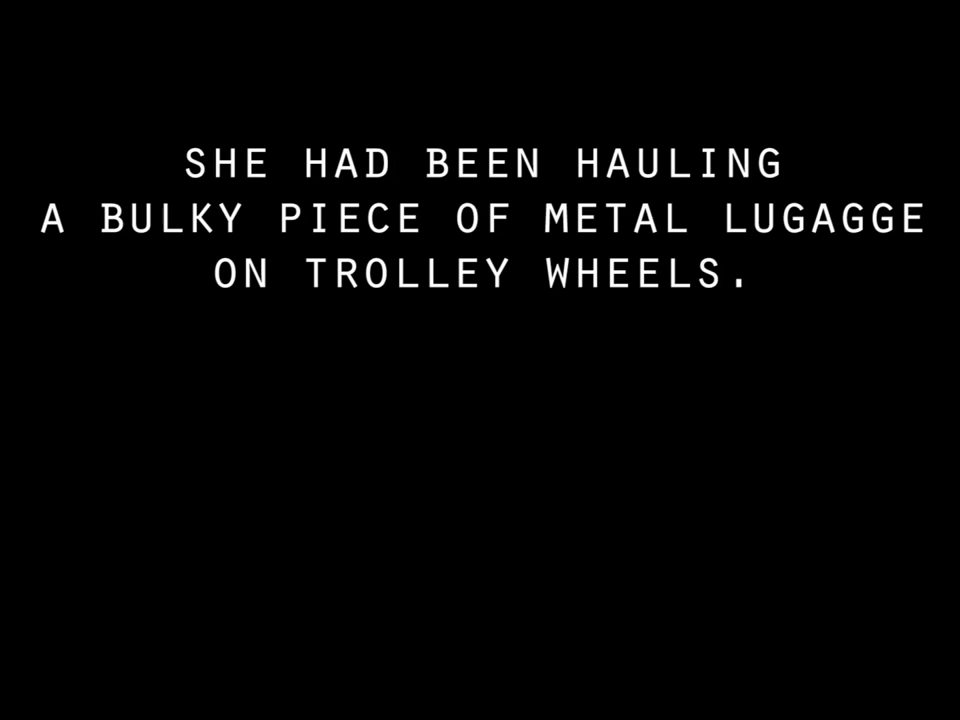 SHE HAD BEEN HAULING
A BULKY PIECE OF METAL LUGAGGE
ON TROLLEY WHEELS.